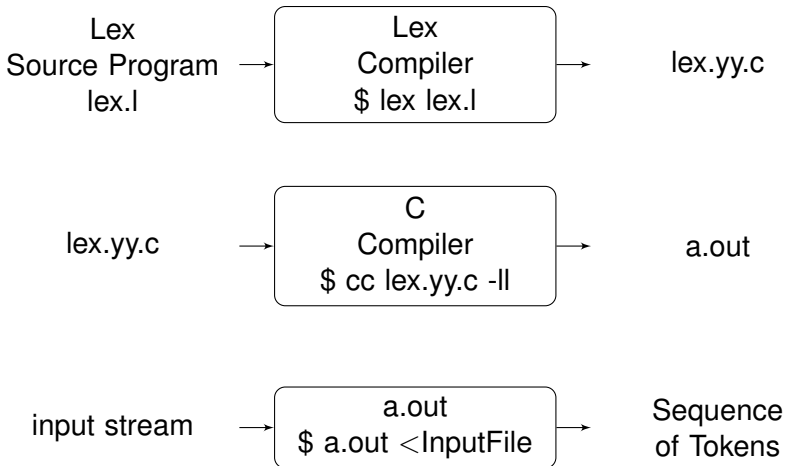 Lex
Source Program
lex.l
Lex
Compiler
$ lex lex.l
lex.yy.c
lex.yy.c
C
Compiler
$ cc lex.yy.c -ll
a.out
input stream
a.out
$ a.out <InputFile
Sequence
of Tokens